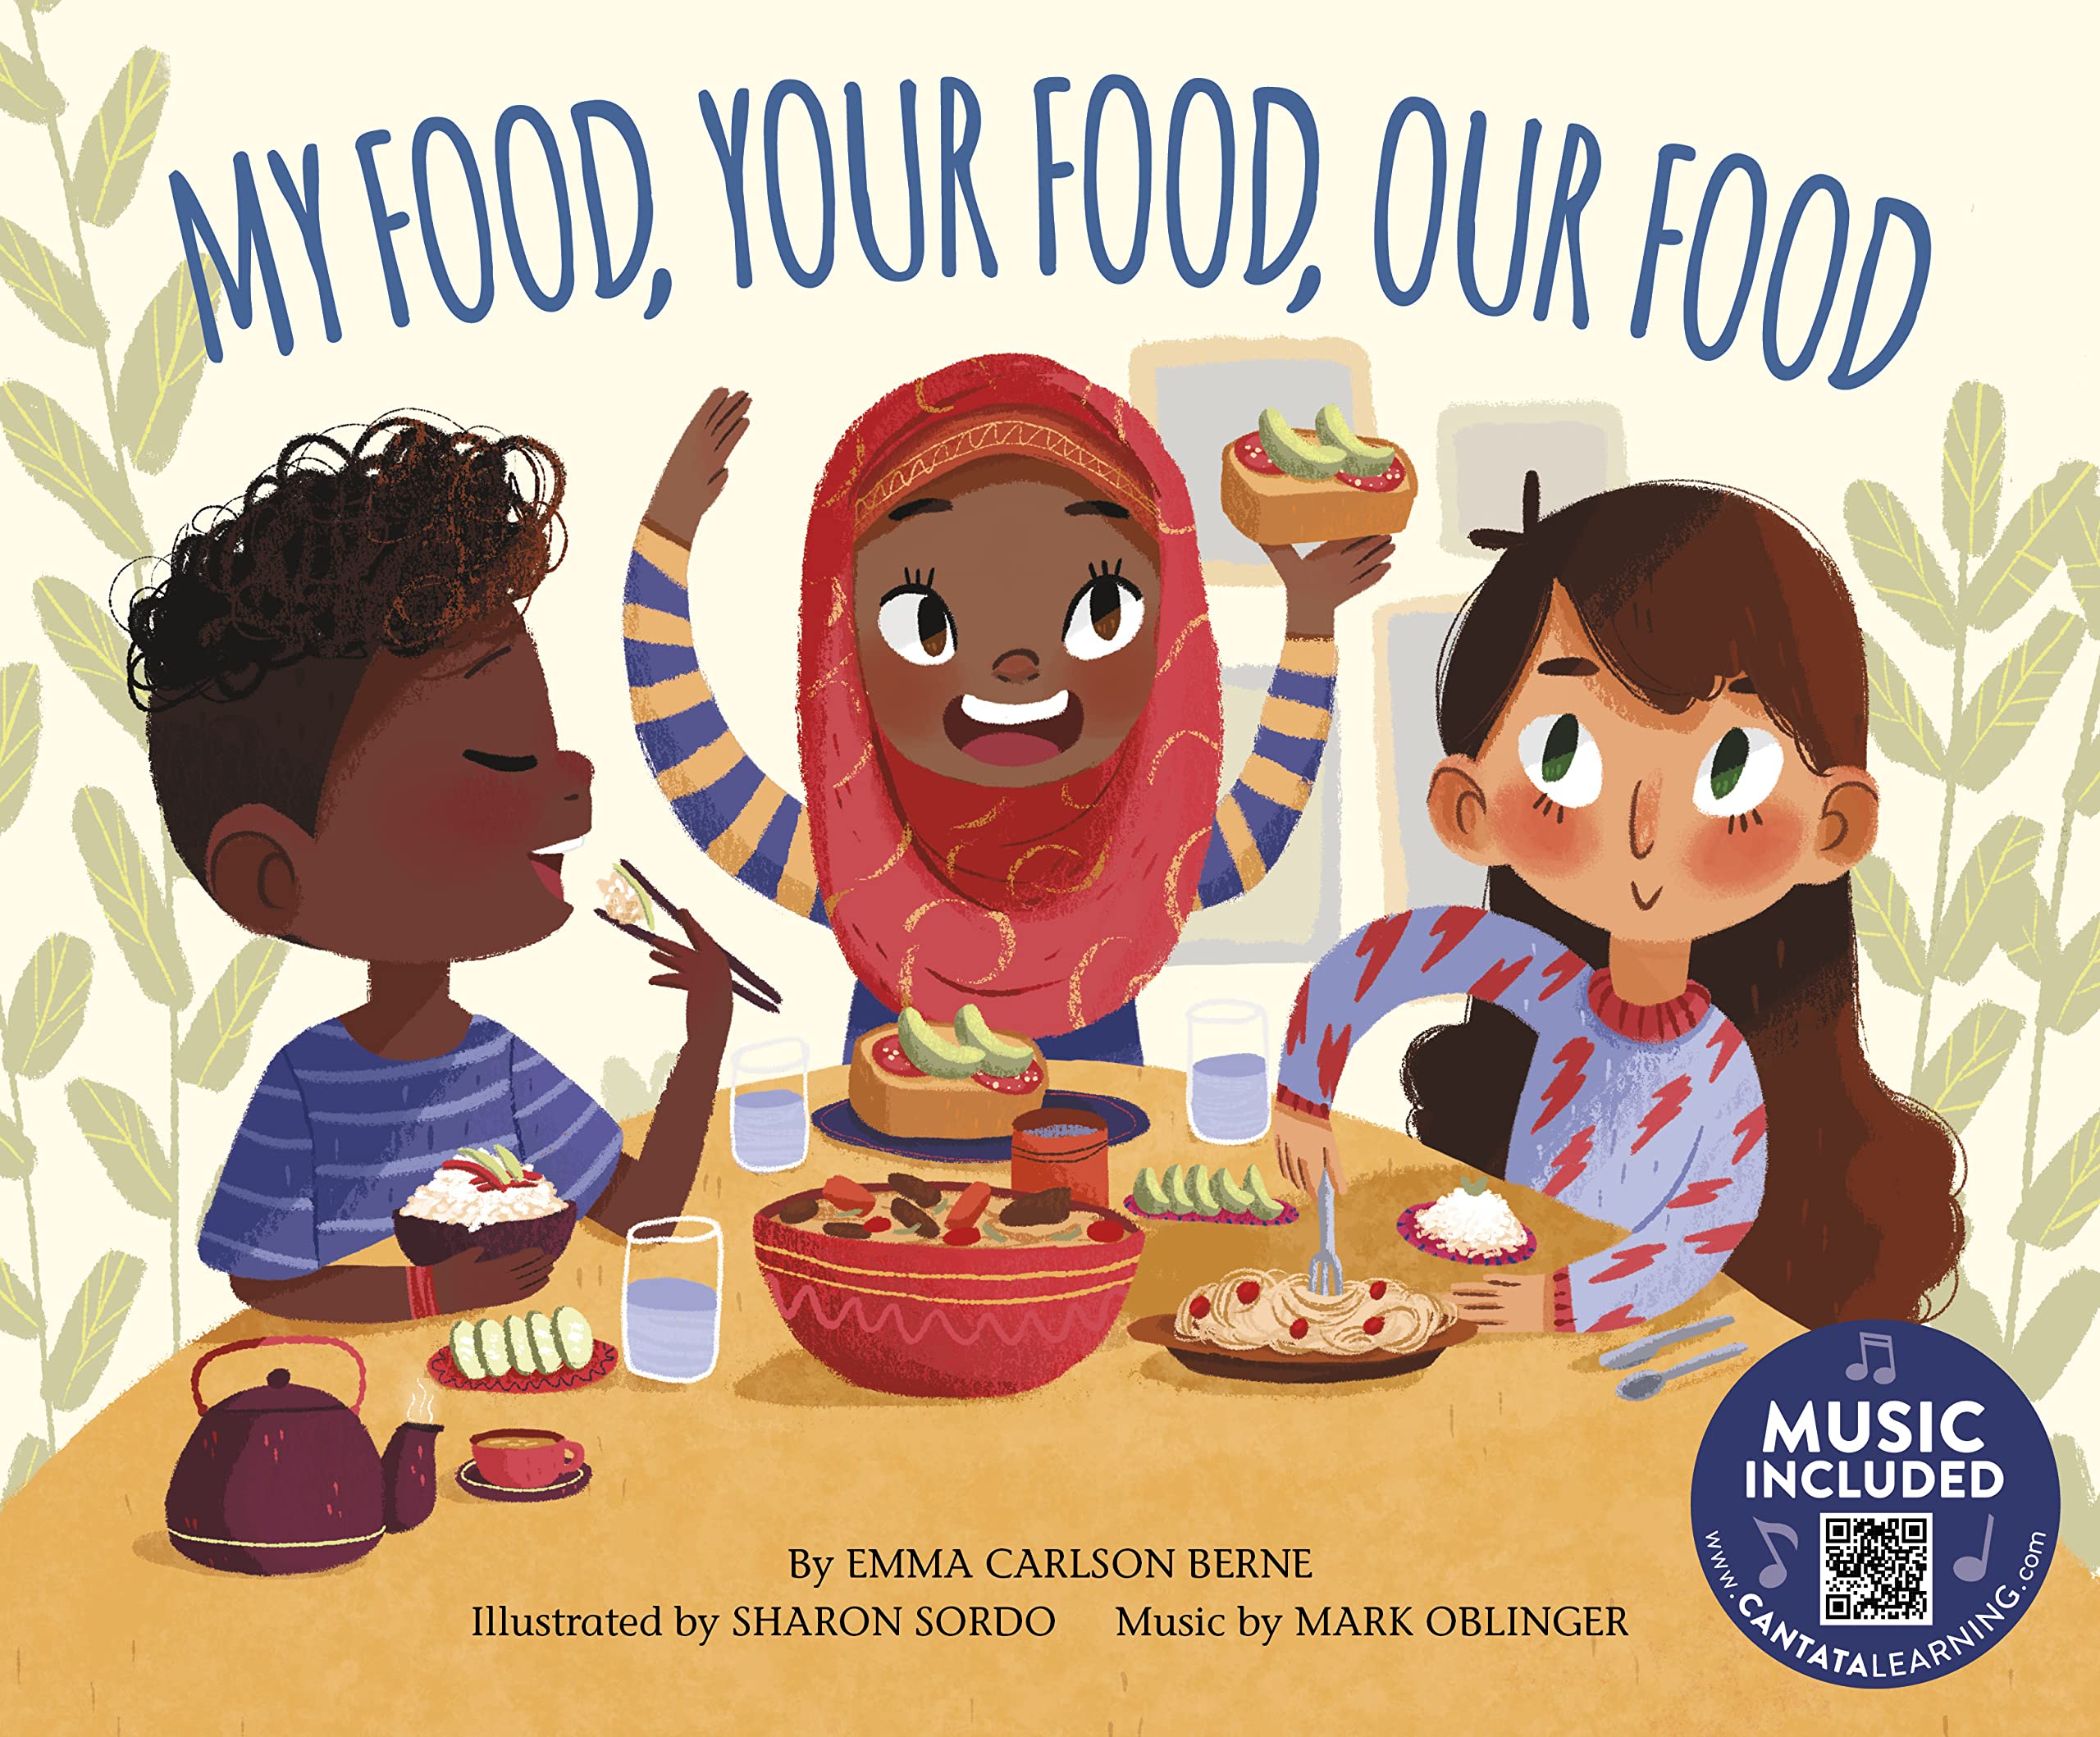 MY FOOD, YOUR FOOD, OUR FOOD
By EMMA CARLSON BERNE
Illustrated by SHARON SORDO Music by MARK OBLINGER
MUSIC
INCLUDED
www.CANTATALEARNING.com